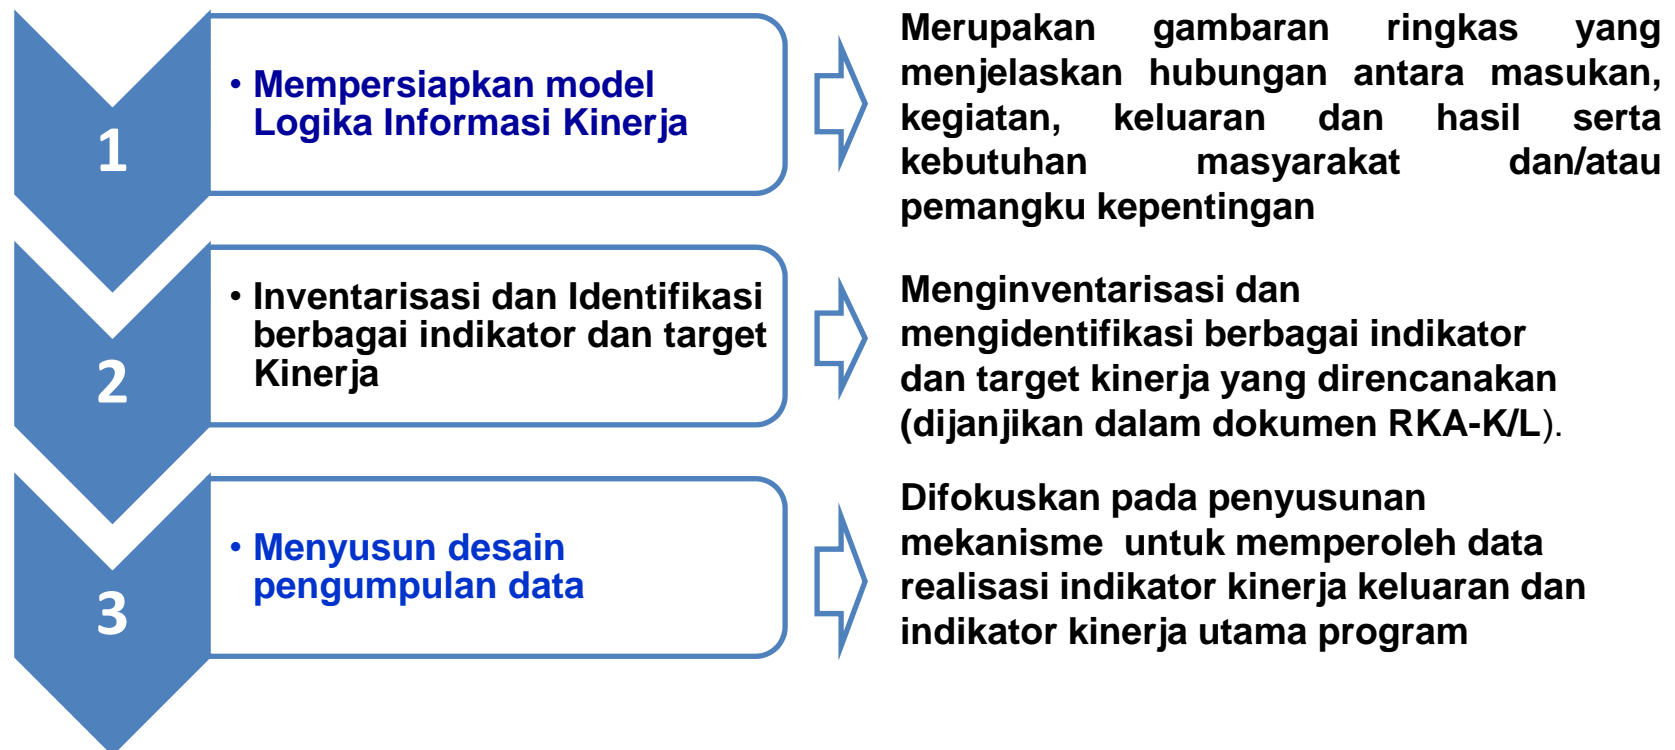 1
• Mempersiapkan model
Logika Informasi Kinerja
Merupakan gambaran ringkas yang
menjelaskan hubungan antara masukan,
kegiatan, keluaran dan hasil serta
kebutuhan masyarakat dan/atau
pemangku kepentingan
2
• Inventarisasi dan Identifikasi
berbagai indikator dan target
Kinerja
Menginventarisasi dan
mengidentifikasi berbagai indikator
dan target kinerja yang direncanakan
(dijanjikan dalam dokumen RKA-K/L).
3
• Menyusun desain
pengumpulan data
Difokuskan pada penyusunan
mekanisme untuk memperoleh data
realisasi indikator kinerja keluaran dan
indikator kinerja utama program